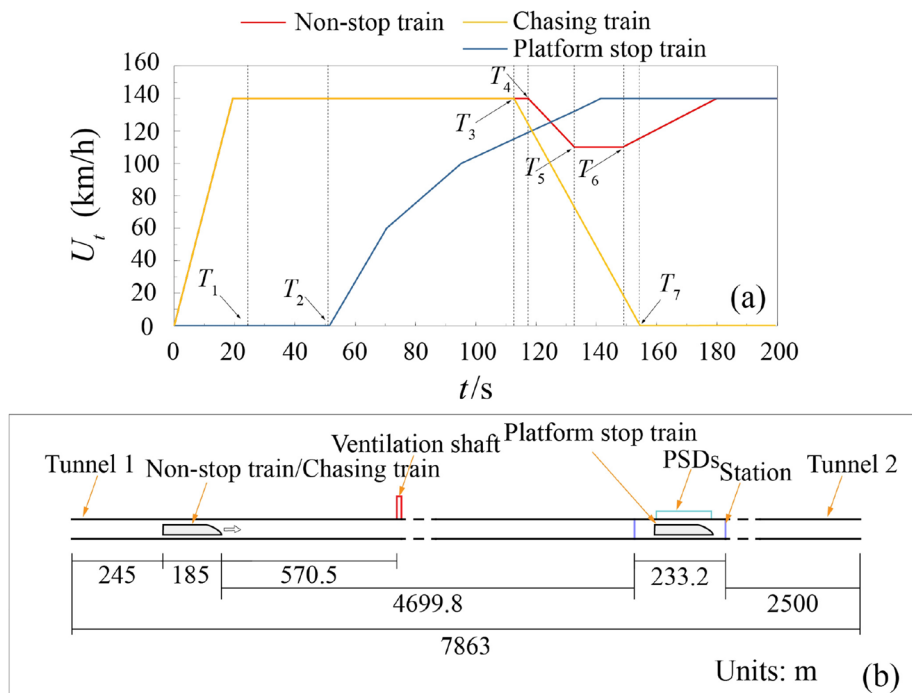 Non-stop train
Chasing train
Platform stop train
160
140
120
100
80
60
40
20
0
U_t (km/h)
T_1
T_2
T_3
T_4
T_5
T_6
T_7
(a)
0 20 40 60 80 100 120 140 160 180 200
t/s
Platform stop train
Ventilation shaft
PSDs
Station
Tunnel 1
Non-stop train/Chasing train
Tunnel 2
245 185 570.5 233.2
4699.8 2500
7863
Units: m
(b)